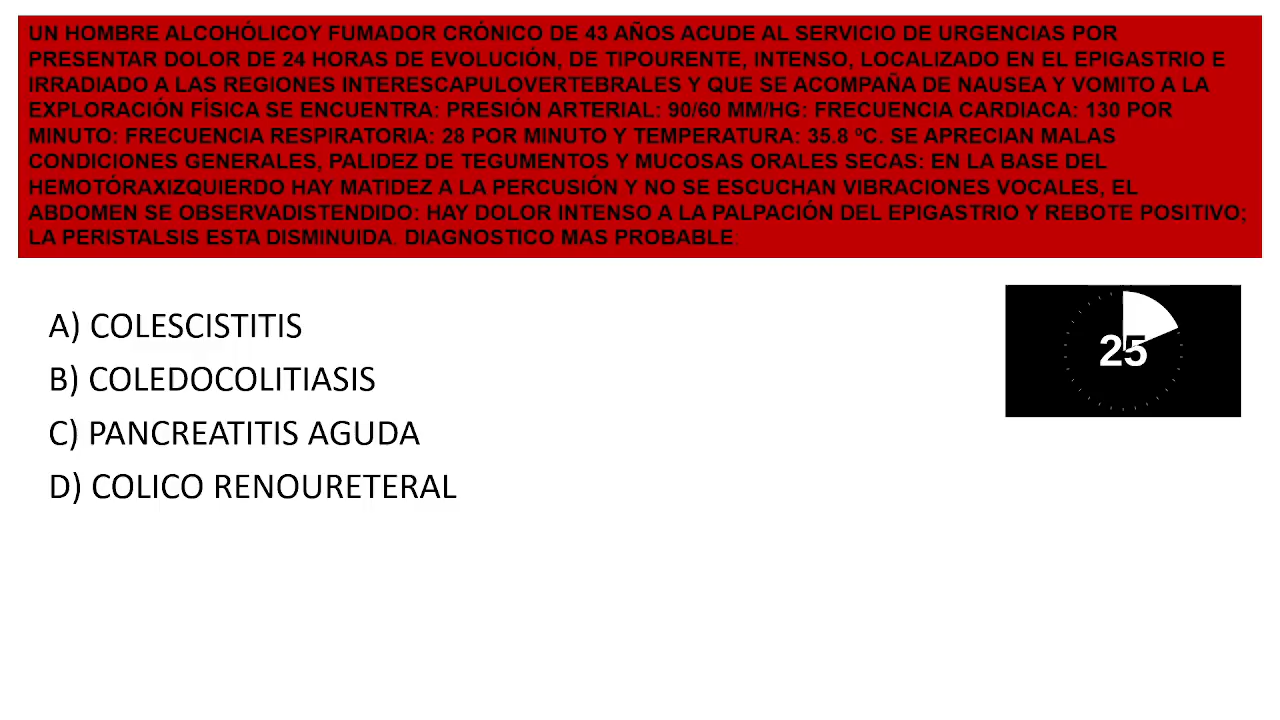 UN HOMBRE ALCOHÓLICOY FUMADOR CRÓNICO DE 43 AÑOS ACUDE AL SERVICIO DE URGENCIAS POR
PRESENTAR DOLOR DE 24 HORAS DE EVOLUCIÓN, DE TIPOURENTE, INTENSO, LOCALIZADO EN EL EPIGASTRIO E
IRRADIADO A LAS REGIONES INTERESCAPULOVERTEBRALES Y QUE SE ACOMPAÑA DE NAUSEA Y VOMITO A LA
EXPLORACIÓN FÍSICA SE ENCUENTRA: PRESIÓN ARTERIAL: 90/60 MM/HG: FRECUENCIA CARDIACA: 130 POR
MINUTO: FRECUENCIA RESPIRATORIA: 28 POR MINUTO Y TEMPERATURA: 35.8 ºC. SE APRECIAN MALAS
CONDICIONES GENERALES, PALIDEZ DE TEGUMENTOS Y MUCOSAS ORALES SECAS: EN LA BASE DEL
HEMOTÓRAXIZQUIERDO HAY MATIDEZ A LA PERCUSIÓN Y NO SE ESCUCHAN VIBRACIONES VOCALES, EL
ABDOMEN SE OBSERVADISTENDIDO: HAY DOLOR INTENSO A LA PALPACIÓN DEL EPIGASTRIO Y REBOTE POSITIVO;
LA PERISTALSIS ESTA DISMINUIDA. DIAGNOSTICO MAS PROBABLE:
A) COLESCISTITIS
B) COLEDOCOLITIASIS
C) PANCREATITIS AGUDA
D) COLICO RENOURETERAL
25